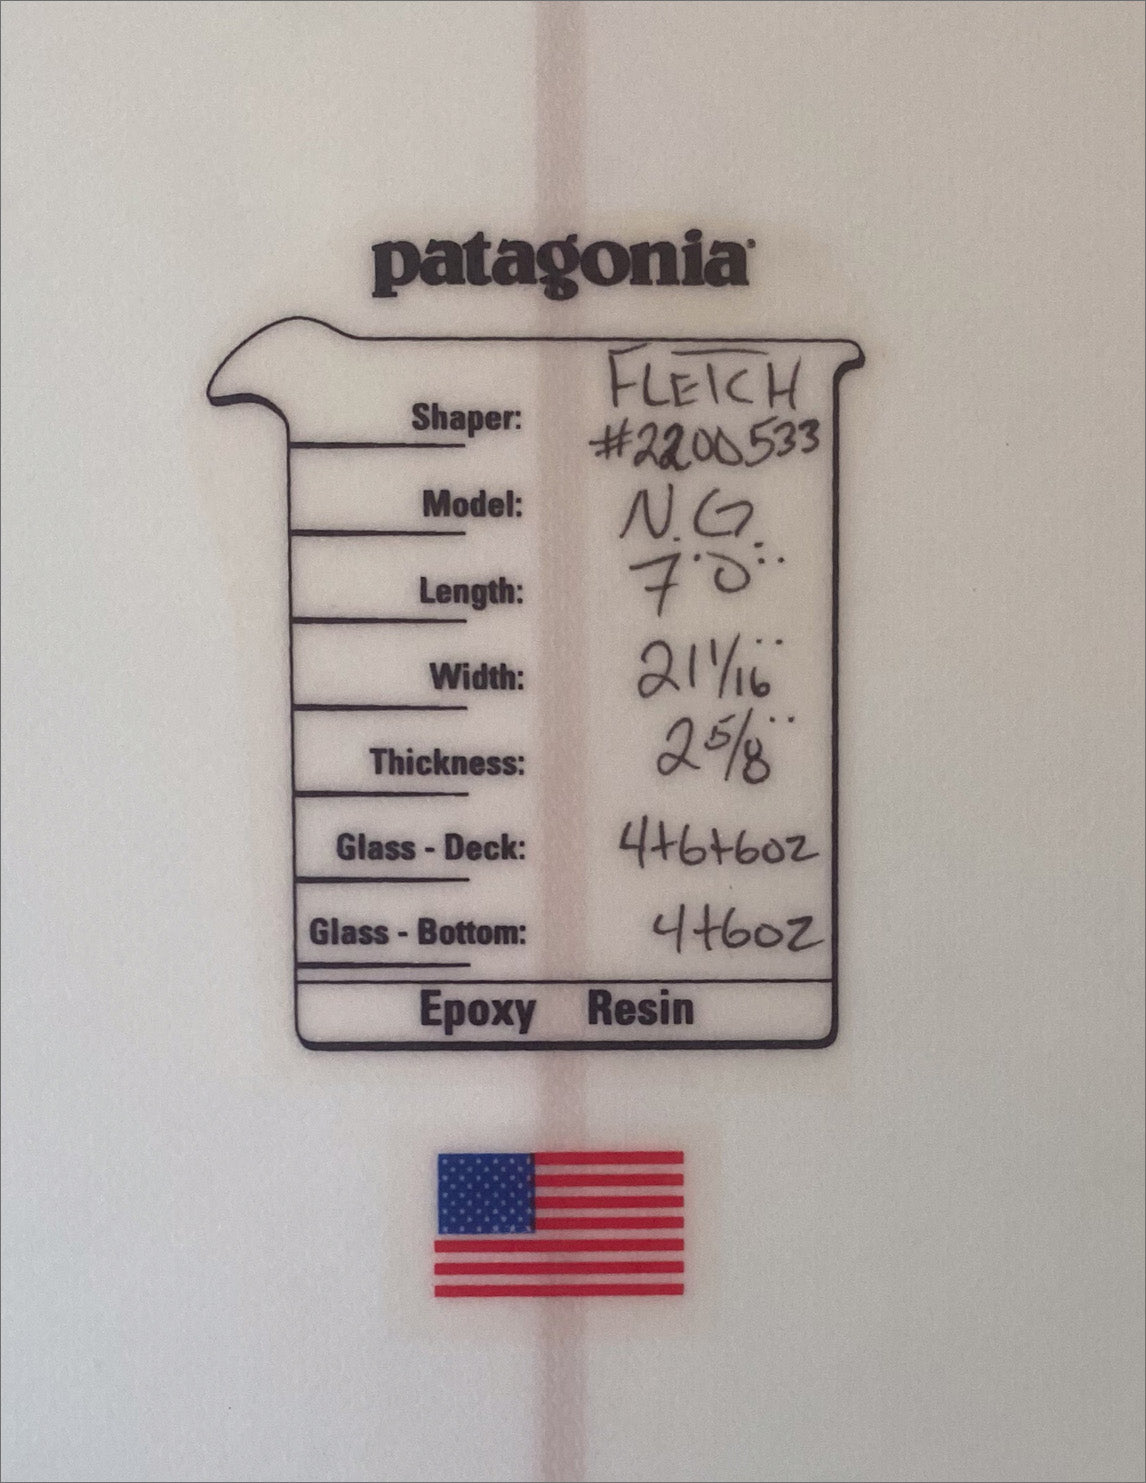 patagonia
Shaper: FLETCH
#2200533
Model: N.G.
Length: 7'0"
Width: 21 1/16"
Thickness: 2 5/8"
Glass - Deck: 4+6+6oz
Glass - Bottom: 4+6oz
Epoxy Resin